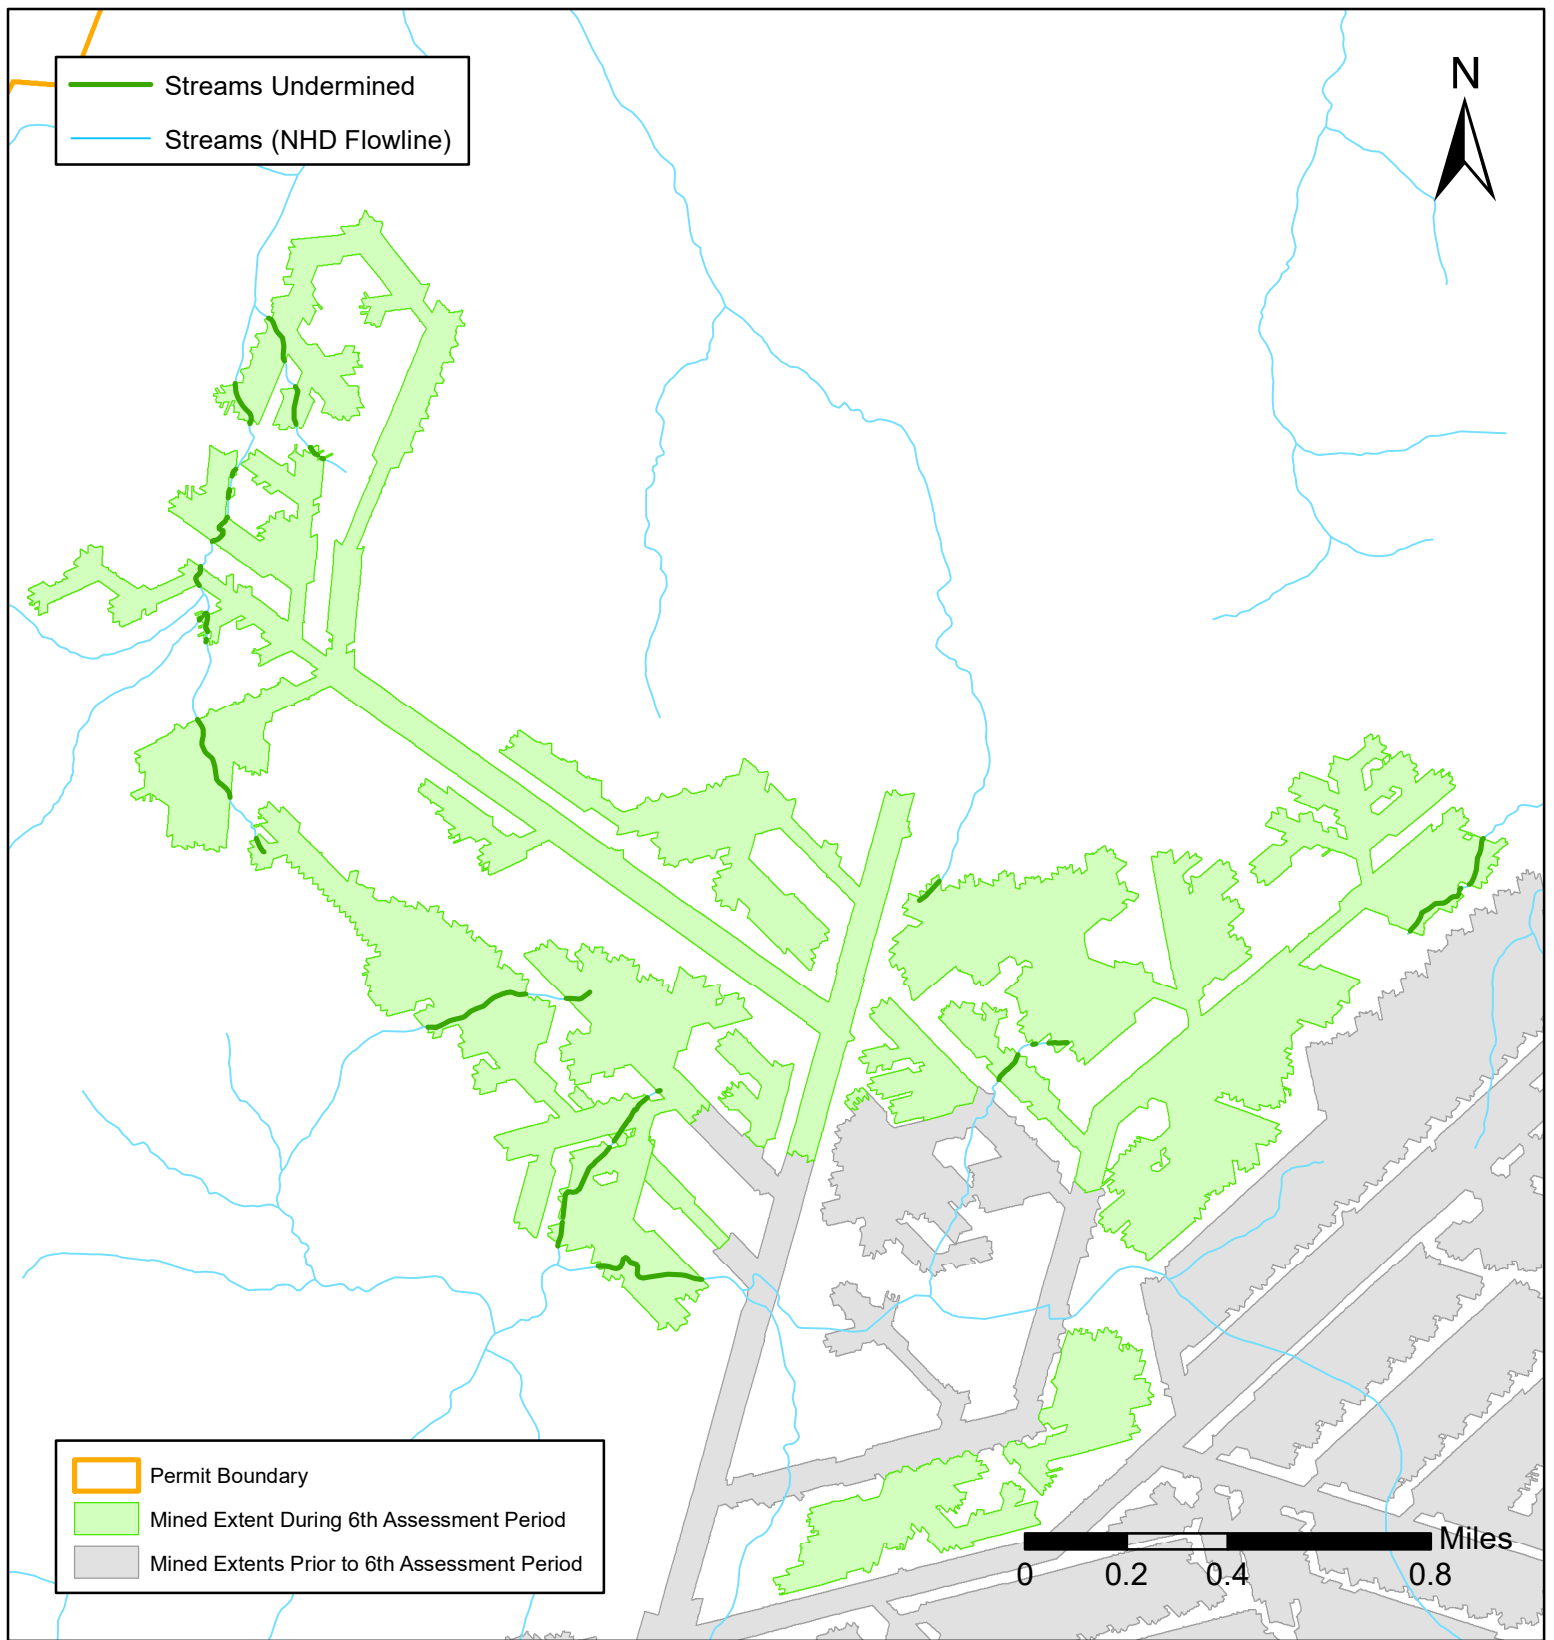 Streams Undermined
Streams (NHD Flowline)
N
Permit Boundary
Mined Extent During 6th Assessment Period
Mined Extents Prior to 6th Assessment Period
Miles
0 0.2 0.4 0.8